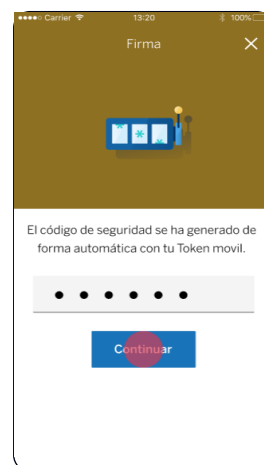 Carrier 13:20 100%
Firma
El código de seguridad se ha generado de
forma automática con tu Token movil.
Continuar